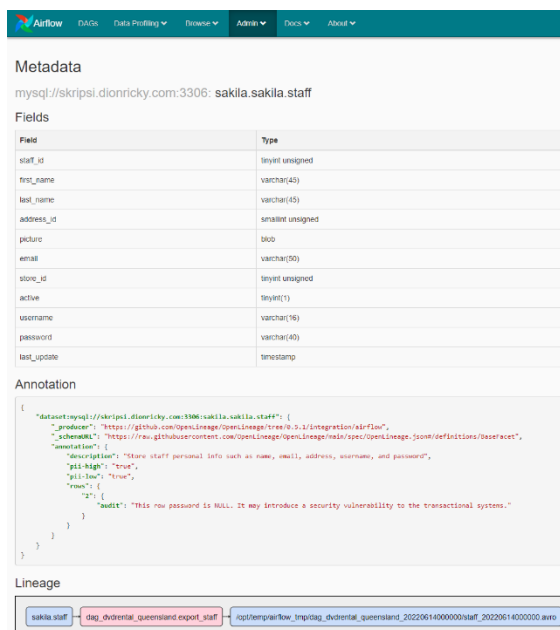 Airflow DAGs Data Profiling Browse Admin Docs About
Metadata
mysql://skripsi.dionricky.com:3306: sakila.sakila.staff
Fields
Field Type
staff_id tinyint unsigned
first_name varchar(45)
last_name varchar(45)
address_id smallint unsigned
picture blob
email varchar(50)
store_id tinyint unsigned
active tinyint(1)
username varchar(16)
password varchar(40)
last_update timestamp
Annotation
{
"dataset:mysql://skripsi.dionricky.com:3306:sakila.sakila.staff": {
"_producer": "https://github.com/OpenLineage/OpenLineage/tree/0.5.1/integration/airflow",
"_schemaURL": "https://raw.githubusercontent.com/OpenLineage/OpenLineage/main/spec/OpenLineage.json#/definitions/BaseFacet",
"annotation": {
"description": "Store staff personal info such as name, email, address, username, and password",
"pii-high": "true",
"pii-low": "true",
"rows": {
"2": {
"audit": "This row password is NULL. It may introduce a security vulnerability to the transactional systems."
}
}
}
}
}
Lineage
sakila.staff dag_dvdrental_queensland.export_staff /opt/temp/airflow_tmp/dag_dvdrental_queensland_20220614000000/staff_20220614000000.avro